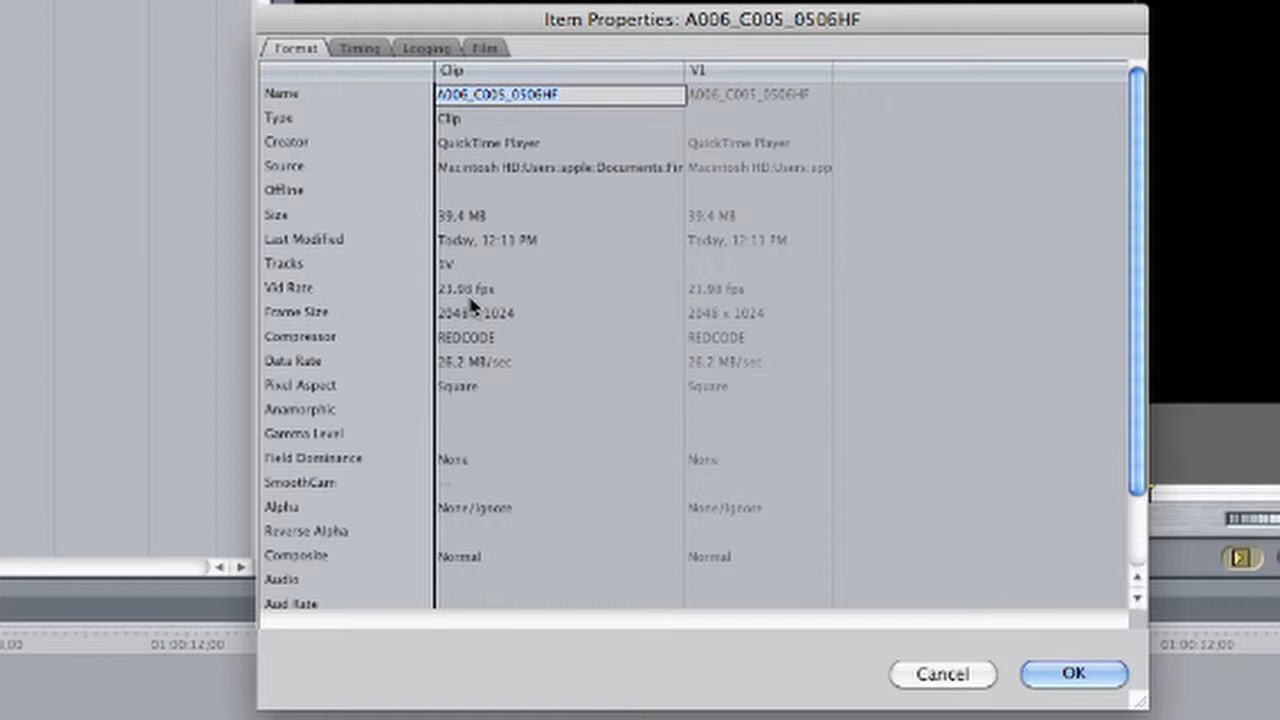 Item Properties: A006_C005_0506HF
Format Timing Logging Film
Clip V1
Name A006_C005_0506HF A006_C005_0506HF
Type Clip
Creator QuickTime Player QuickTime Player
Source Macintosh HD:Users:apple:Documents:Fir Macintosh HD:Users:app
Offline
Size 39.4 MB 39.4 MB
Last Modified Today, 12:11 PM Today, 12:11 PM
Tracks 1V
Vid Rate 23.98 fps 23.98 fps
Frame Size 2048 x 1024 2048 x 1024
Compressor REDCODE REDCODE
Data Rate 26.2 MB/sec 26.2 MB/sec
Pixel Aspect Square Square
Anamorphic
Gamma Level
Field Dominance None None
SmoothCam ---
Alpha None/Ignore None/Ignore
Reverse Alpha
Composite Normal Normal
Audio
Aud Rate
01:00:12;00 01:00:12;00
Cancel OK